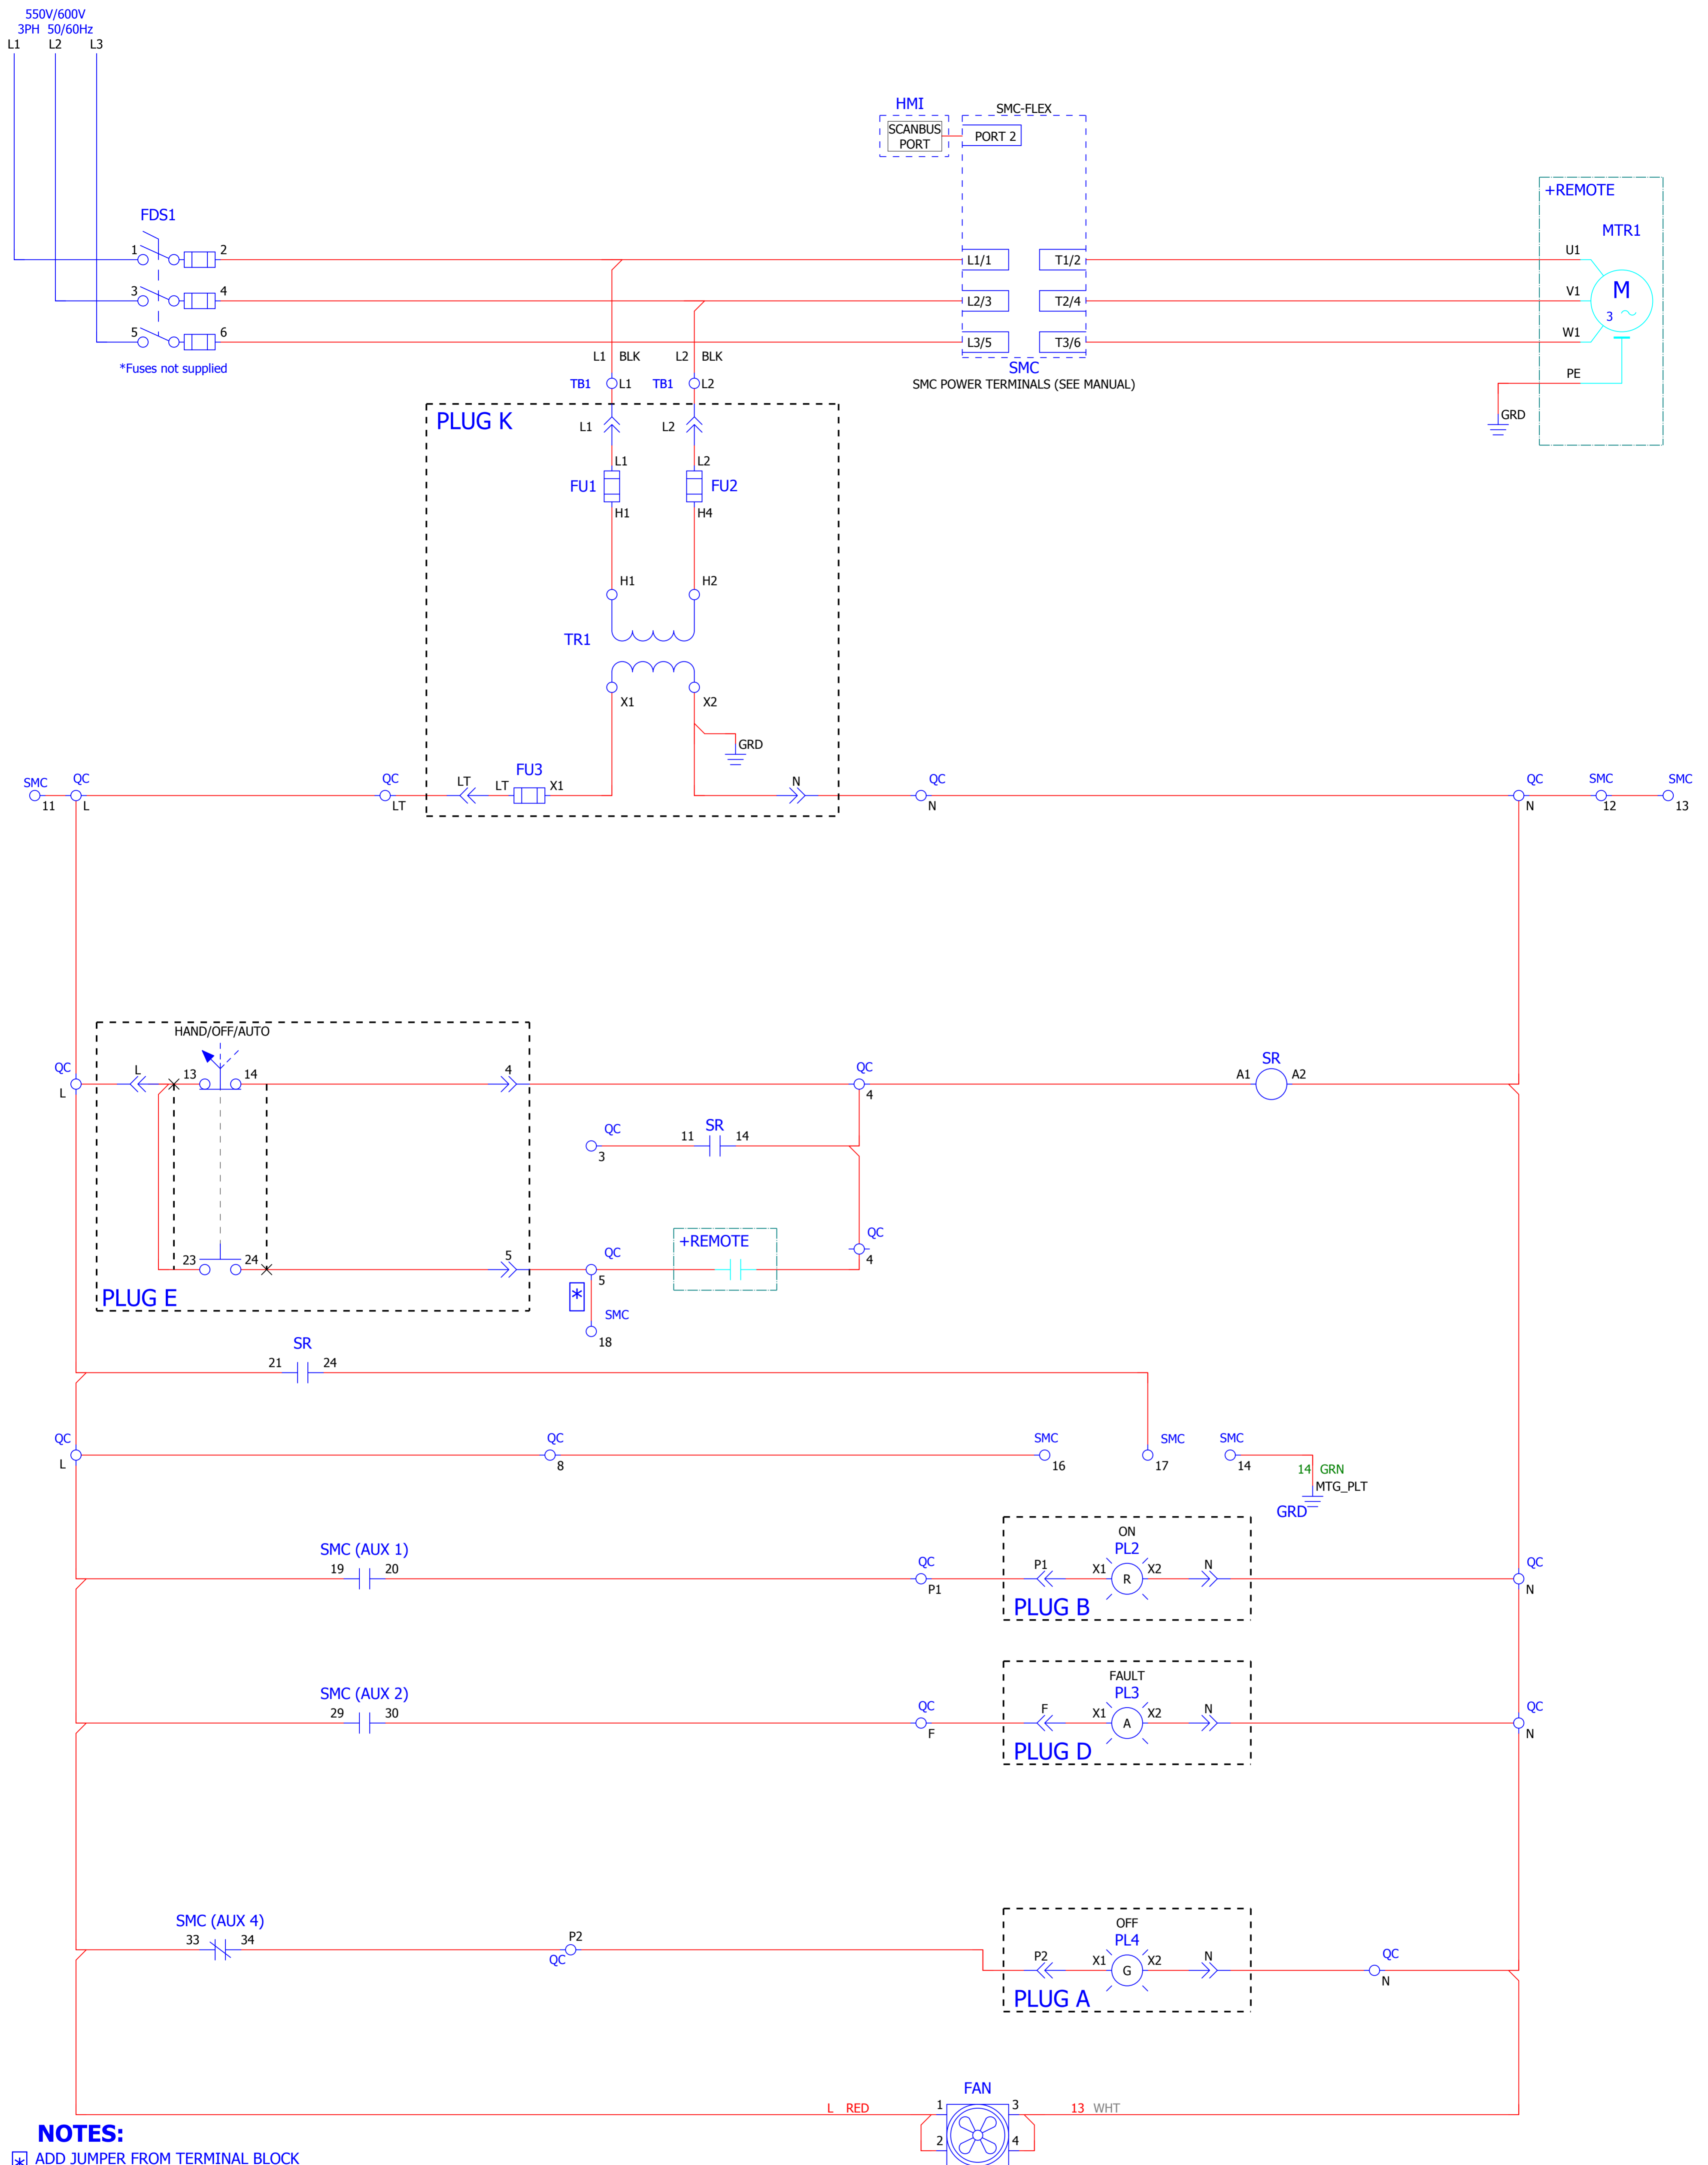 550V/600V
3PH 50/60Hz
L1 L2 L3
HMI
SCANBUS
PORT
SMC-FLEX
PORT 2
+REMOTE
MTR1
FDS1
1 2
3 4
5 6
*Fuses not supplied
L1/1 T1/2
L2/3 T2/4
L3/5 T3/6
SMC
SMC POWER TERMINALS (SEE MANUAL)
U1
V1
W1
PE
M
3
GRD
L1 BLK L2 BLK
TB1 L1 TB1 L2
PLUG K
L1 L2
L1 L2
FU1 FU2
H1 H4
H1 H2
TR1
X1 X2
GRD
SMC QC QC LT LT FU3 X1 N QC QC SMC SMC
11 L LT N N 12 13
HAND/OFF/AUTO
QC L 13 14 4 QC SR
L 4 A1 A2
QC 11 SR 14
3
QC
4
23 24 5 QC +REMOTE
5
PLUG E
*
SMC
18
SR
21 24
QC QC SMC SMC SMC
L 8 16 17 14
14 GRN
MTG_PLT
GRD
SMC (AUX 1)
19 20
QC
P1
ON
PL2
P1 X1 R X2 N
PLUG B
QC
N
SMC (AUX 2)
29 30
QC
F
FAULT
PL3
F X1 A X2 N
PLUG D
QC
N
SMC (AUX 4)
33 34
P2
QC
OFF
PL4
P2 X1 G X2 N
PLUG A
QC
N
FAN
L RED 1 3 13 WHT
2 4
NOTES:
* ADD JUMPER FROM TERMINAL BLOCK